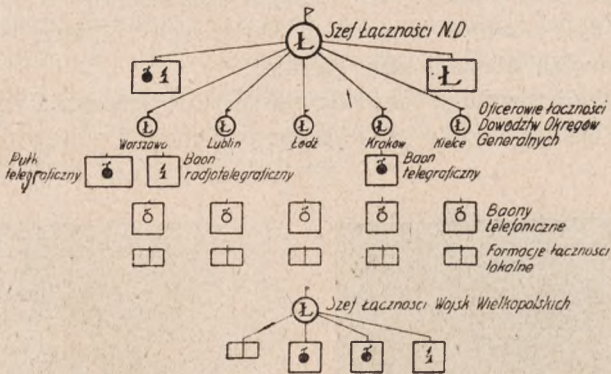 Ł Szef Łączności N.D.
Ł
Ł Ł Ł Ł Ł Oficerowie łączności
Dowództw Okręgów
Generalnych
Warszawa Lublin Łódź Kraków Kielce
Pułk
telegraficzny
Baon
radjotelegraficzny
Baon
telegraficzny
Baony
telefoniczne
Formacje łączności
lokalne
Ł Szef Łączności Wojsk Wielkopolskich